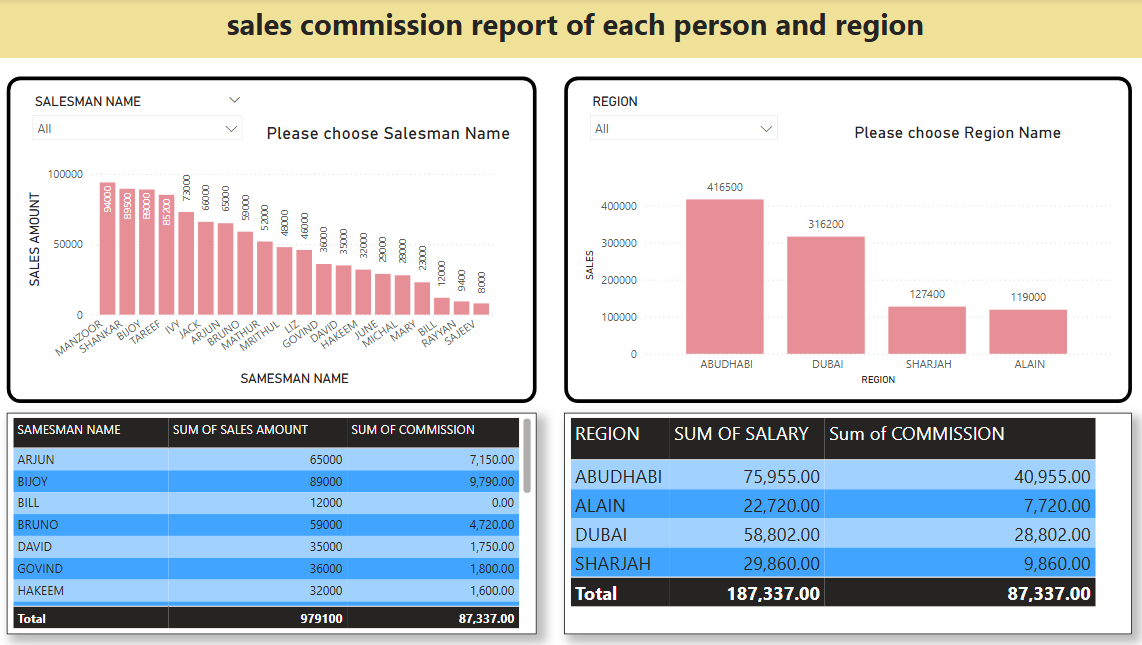 sales commission report of each person and region
SALESMAN NAME
All
Please choose Salesman Name
SALES AMOUNT
100000
50000
0
94000
89500
89000
85200
73000
66000
65000
59000
52000
48000
46000
36000
35000
32000
29000
28000
23000
12000
9400
8000
MANZOOR
SHANKAR
BIJOY
TAREEF
IVY
JACK
ARJUN
BRUNO
MATHUR
MRITHUL
LIZ
GOVIND
DAVID
HAKEEM
JUNE
MICHAL
MARY
BILL
RAYYAN
SAJEEV
SAMESMAN NAME
REGION
All
Please choose Region Name
SALES
400000
300000
200000
100000
0
416500
316200
127400
119000
ABUDHABI
DUBAI
SHARJAH
ALAIN
REGION
SAMESMAN NAME SUM OF SALES AMOUNT SUM OF COMMISSION
ARJUN 65000 7,150.00
BIJOY 89000 9,790.00
BILL 12000 0.00
BRUNO 59000 4,720.00
DAVID 35000 1,750.00
GOVIND 36000 1,800.00
HAKEEM 32000 1,600.00
Total 979100 87,337.00
REGION SUM OF SALARY Sum of COMMISSION
ABUDHABI 75,955.00 40,955.00
ALAIN 22,720.00 7,720.00
DUBAI 58,802.00 28,802.00
SHARJAH 29,860.00 9,860.00
Total 187,337.00 87,337.00